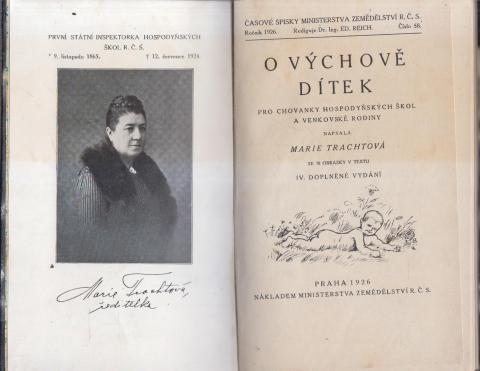 PRVNÍ STÁTNÍ INSPEKTORKA HOSPODYŇSKÝCH
ŠKOL R. Č. S.
* 9. listopadu 1865. † 12. července 1924.
Marie Trachtová,
ředitelka
ČASOVÉ SPISKY MINISTERSTVA ZEMĚDĚLSTVÍ R. Č. S.
Ročník 1926. Rediguje Dr. Ing. ED. REICH. Číslo 58.
O VÝCHOVĚ
DÍTEK
PRO CHOVANKY HOSPODYŇSKÝCH ŠKOL
A VENKOVSKÉ RODINY
NAPSALA
MARIE TRACHTOVÁ
SE OBRÁZKY V TEXTU
IV. DOPLNĚNÉ VYDÁNÍ
PRAHA 1926
NÁKLADEM MINISTERSTVA ZEMĚDĚLSTVÍ R. Č. S.